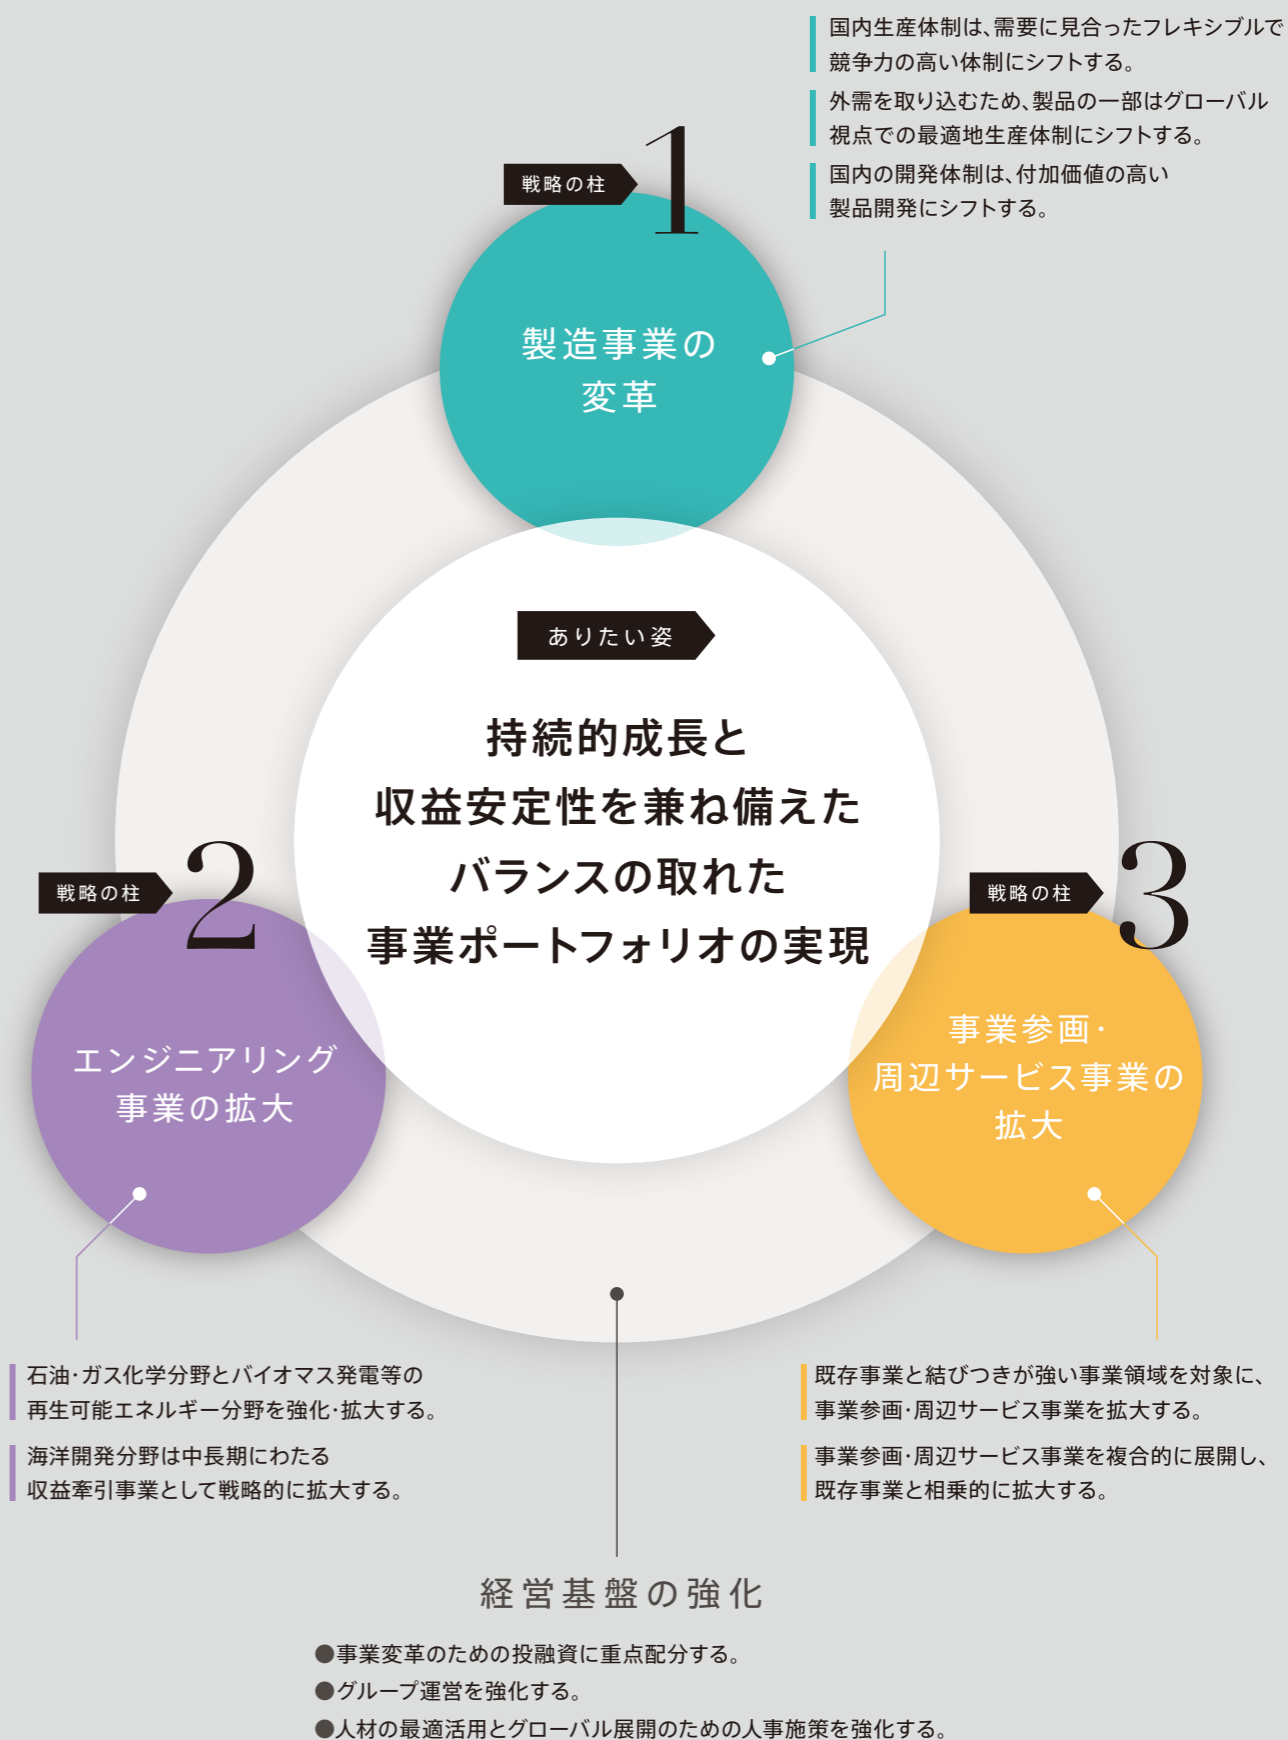 国内生産体制は、需要に見合ったフレキシブルで
競争力の高い体制にシフトする。
外需を取り込むため、製品の一部はグローバル
視点での最適地生産体制にシフトする。
国内の開発体制は、付加価値の高い
製品開発にシフトする。
戦略の柱 1
製造事業の
変革
ありたい姿
持続的成長と
収益安定性を兼ね備えた
バランスの取れた
事業ポートフォリオの実現
戦略の柱 2
エンジニアリング
事業の拡大
戦略の柱 3
事業参画・
周辺サービス事業の
拡大
石油・ガス化学分野とバイオマス発電等の
再生可能エネルギー分野を強化・拡大する。
海洋開発分野は中長期にわたる
収益牽引事業として戦略的に拡大する。
既存事業と結びつきが強い事業領域を対象に、
事業参画・周辺サービス事業を拡大する。
事業参画・周辺サービス事業を複合的に展開し、
既存事業と相乗的に拡大する。
経営基盤の強化
●事業変革のための投融資に重点配分する。
●グループ運営を強化する。
●人材の最適活用とグローバル展開のための人事施策を強化する。